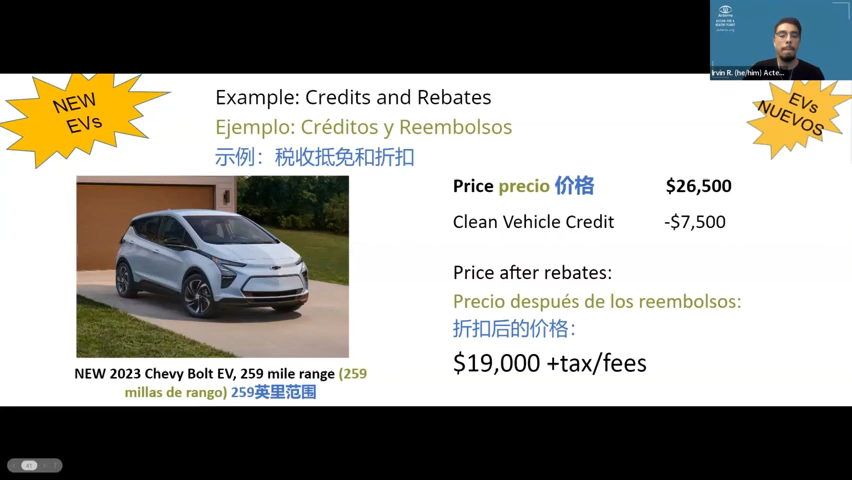 NEW
EVs
Example: Credits and Rebates
Ejemplo: Créditos y Reembolsos
示例：税收抵免和折扣
EVs
NUEVOS
Price precio 价格 $26,500
Clean Vehicle Credit -$7,500
Price after rebates:
Precio después de los reembolsos:
折扣后的价格：
$19,000 +tax/fees
NEW 2023 Chevy Bolt EV, 259 mile range (259
millas de rango) 259英里范围
Irvin R. (he/him) Acte...